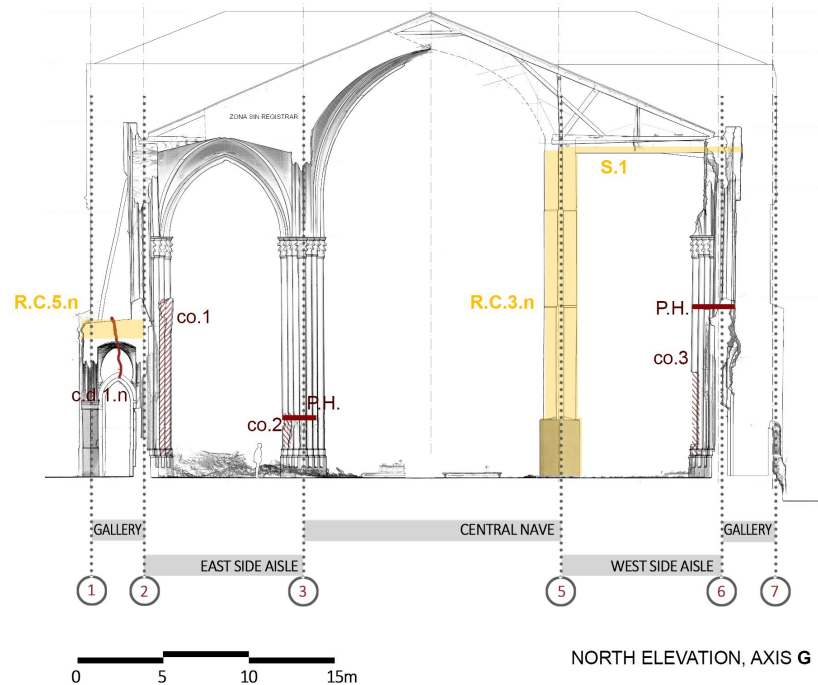 ZONA SIN REGISTRAR
S.1
R.C.5.n
R.C.3.n
P.H.
co.1
co.3
c.d.1.n
P.H.
co.2
GALLERY
CENTRAL NAVE
GALLERY
EAST SIDE AISLE
WEST SIDE AISLE
1
2
3
5
6
7
0
5
10
15m
NORTH ELEVATION, AXIS G